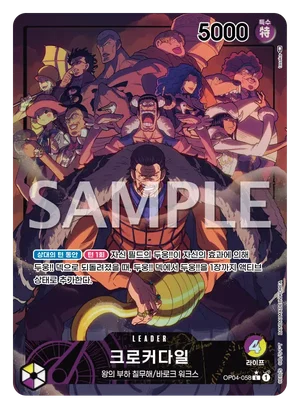 5000
특수
特
SAMPLE
상대의 턴 동안 턴 1회 자신 필드의 두웅!!이 자신의 효과에 의해
두웅!! 덱으로 되돌려졌을 때, 두웅!! 덱에서 두웅!!을 1장까지 액티브
상태로 추가한다.
LEADER
크로커다일
왕의 부하 칠무해/바로크 워크스
4
라이프
OP04-058 L
1